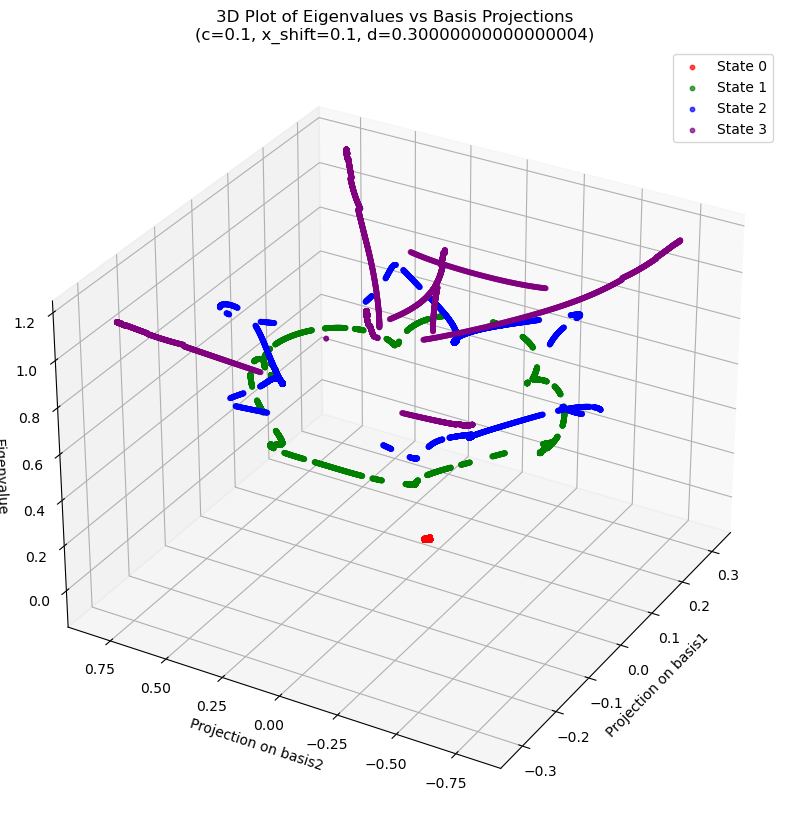 3D Plot of Eigenvalues vs Basis Projections
(c=0.1, x_shift=0.1, d=0.30000000000000004)
State 0
State 1
State 2
State 3
1.2
1.0
0.8
0.6
0.4
0.2
0.0
Eigenvalue
0.75
0.50
0.25
0.00
−0.25
−0.50
−0.75
Projection on basis2
0.3
0.2
0.1
0.0
−0.1
−0.2
−0.3
Projection on basis1